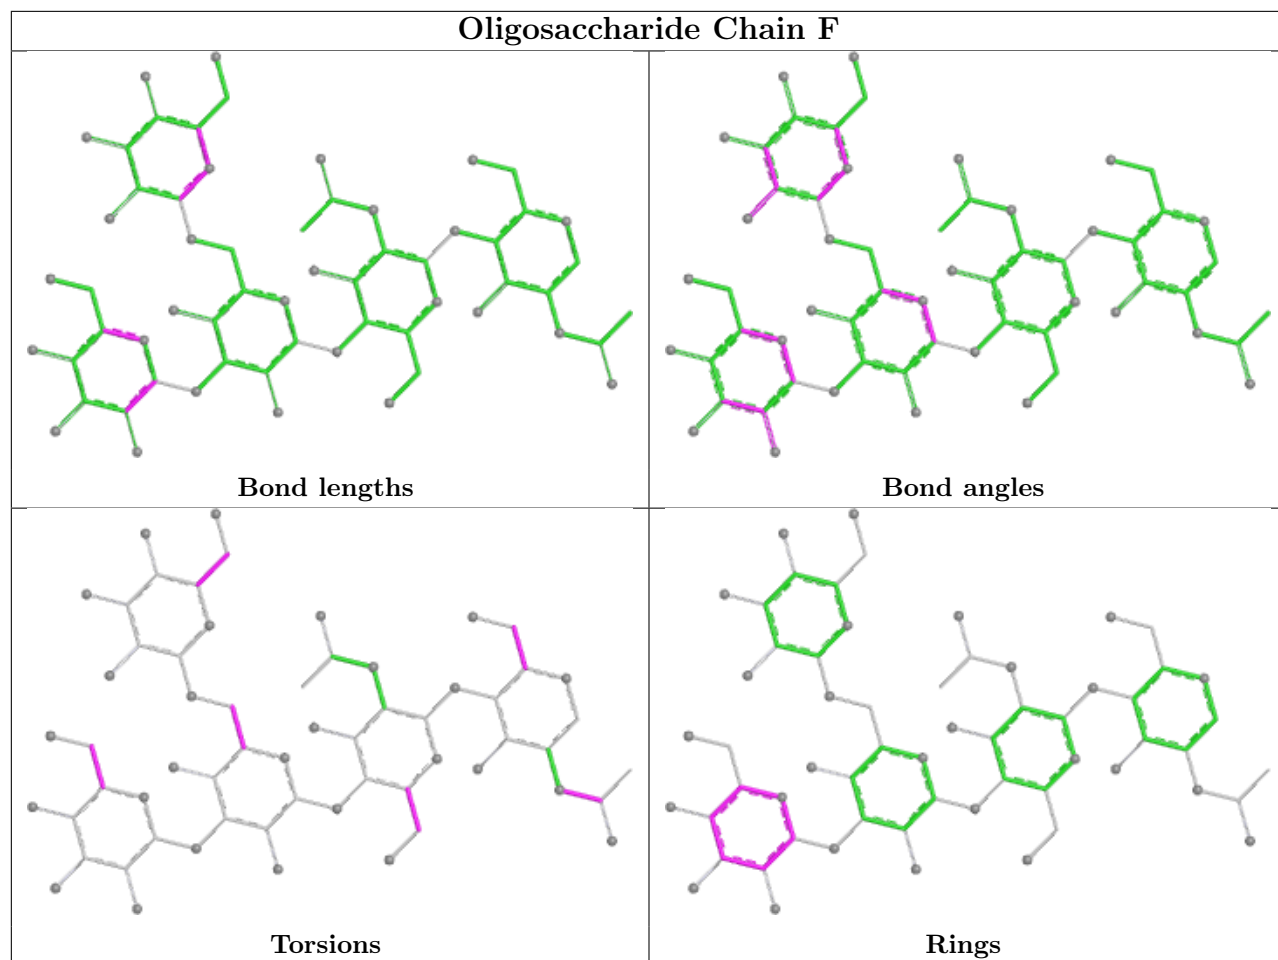 Oligosaccharide Chain F
Bond lengths
Bond angles
Torsions
Rings